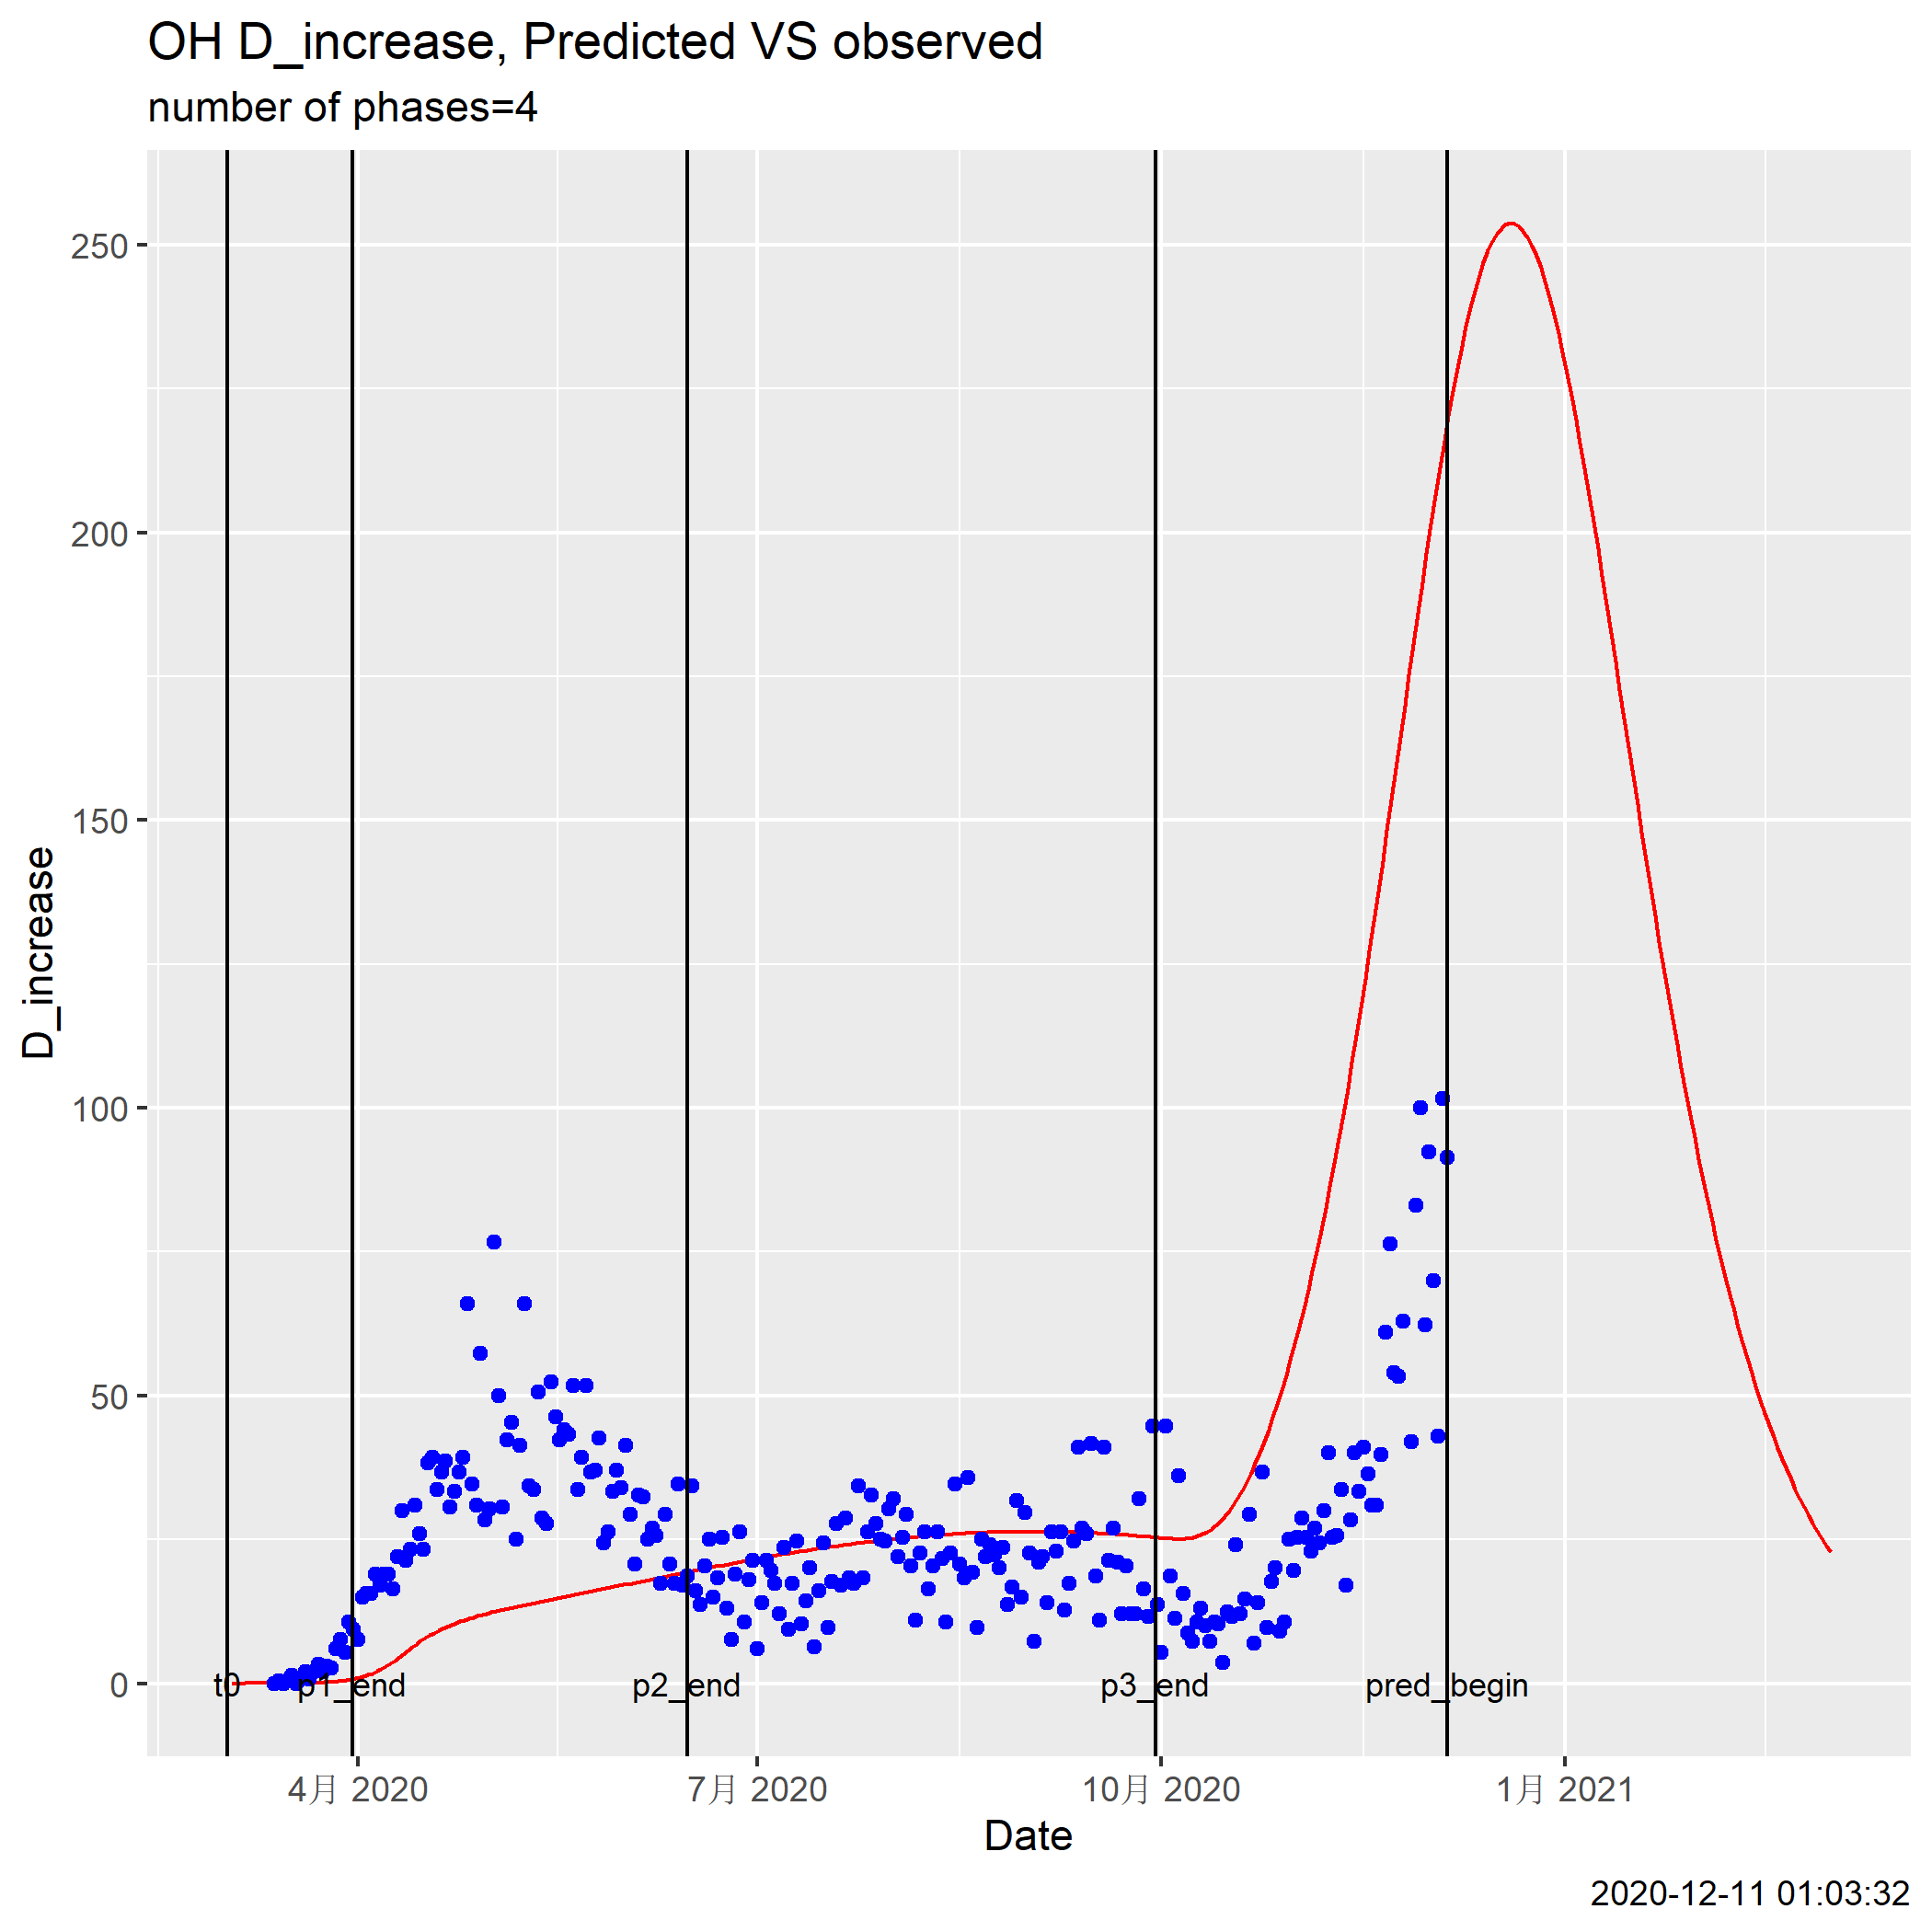 OH D_increase, Predicted VS observed
number of phases=4
D_increase
250
200
150
100
50
0
t0
p1_end
p2_end
p3_end
pred_begin
4月 2020
7月 2020
10月 2020
1月 2021
Date
2020-12-11 01:03:32